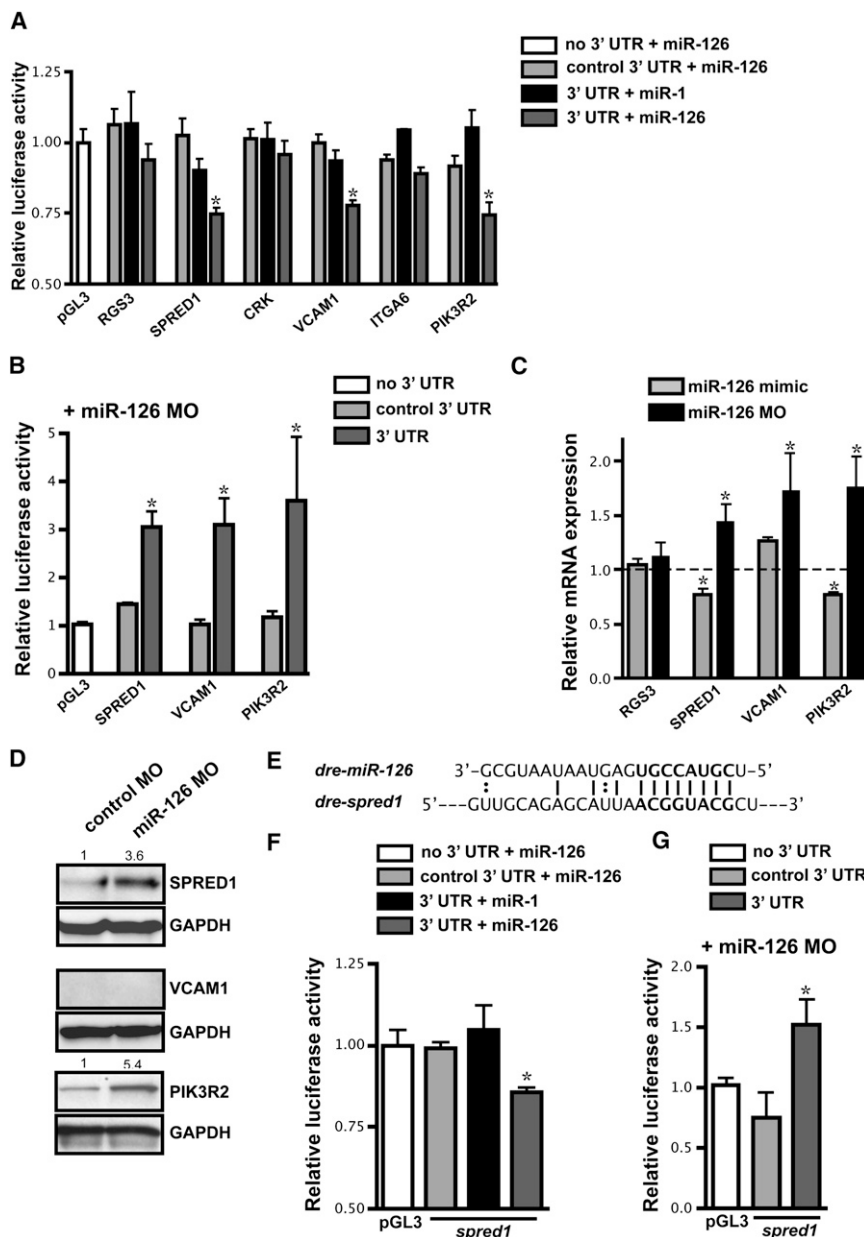 A
no 3' UTR + miR-126
control 3' UTR + miR-126
3' UTR + miR-1
3' UTR + miR-126
Relative luciferase activity
1.25
1.00
0.75
0.50
*
*
*
pGL3
RGS3
SPRED1
CRK
VCAM1
ITGA6
PIK3R2
B
+ miR-126 MO
no 3' UTR
control 3' UTR
3' UTR
Relative luciferase activity
5
4
3
2
1
0
*
*
*
pGL3
SPRED1
VCAM1
PIK3R2
C
miR-126 mimic
miR-126 MO
Relative mRNA expression
2.0
1.5
1.0
0.5
0.0
*
*
*
*
*
RGS3
SPRED1
VCAM1
PIK3R2
D
control MO
miR-126 MO
1 3.6
SPRED1
GAPDH
VCAM1
GAPDH
1 5.4
PIK3R2
GAPDH
E
dre-miR-126 3'-GCGUAAUAAUGAGUGCCAUGCU-5'
dre-spred1 5'---GUUGCAGAGCAUUAACGGUACGCU---3'
F
no 3' UTR + miR-126
control 3' UTR + miR-126
3' UTR + miR-1
3' UTR + miR-126
Relative luciferase activity
1.25
1.00
0.75
0.50
*
pGL3
spred1
G
no 3' UTR
control 3' UTR
3' UTR
+ miR-126 MO
Relative luciferase activity
2.0
1.5
1.0
0.5
0.0
*
pGL3
spred1